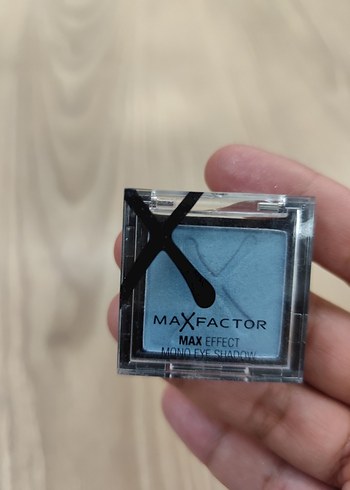 MAXFACTOR
MAX EFFECT
MONO EYE SHADOW